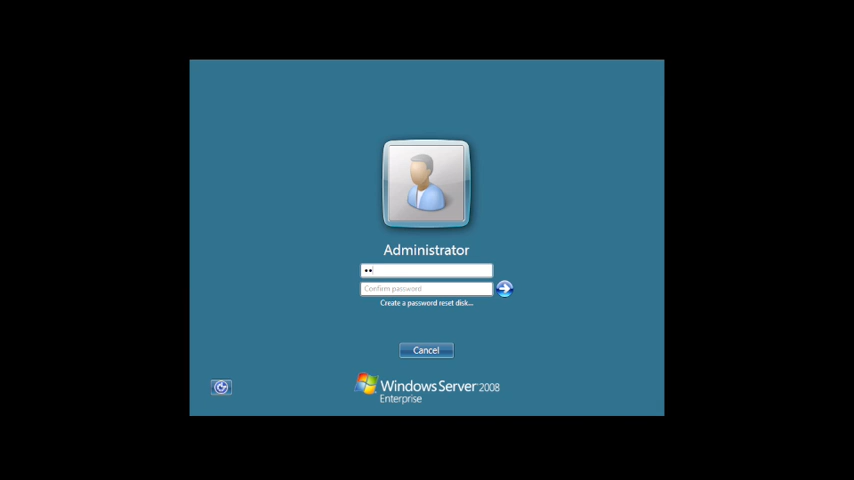 Administrator
••
Confirm password
Create a password reset disk...
Cancel
Windows Server 2008
Enterprise